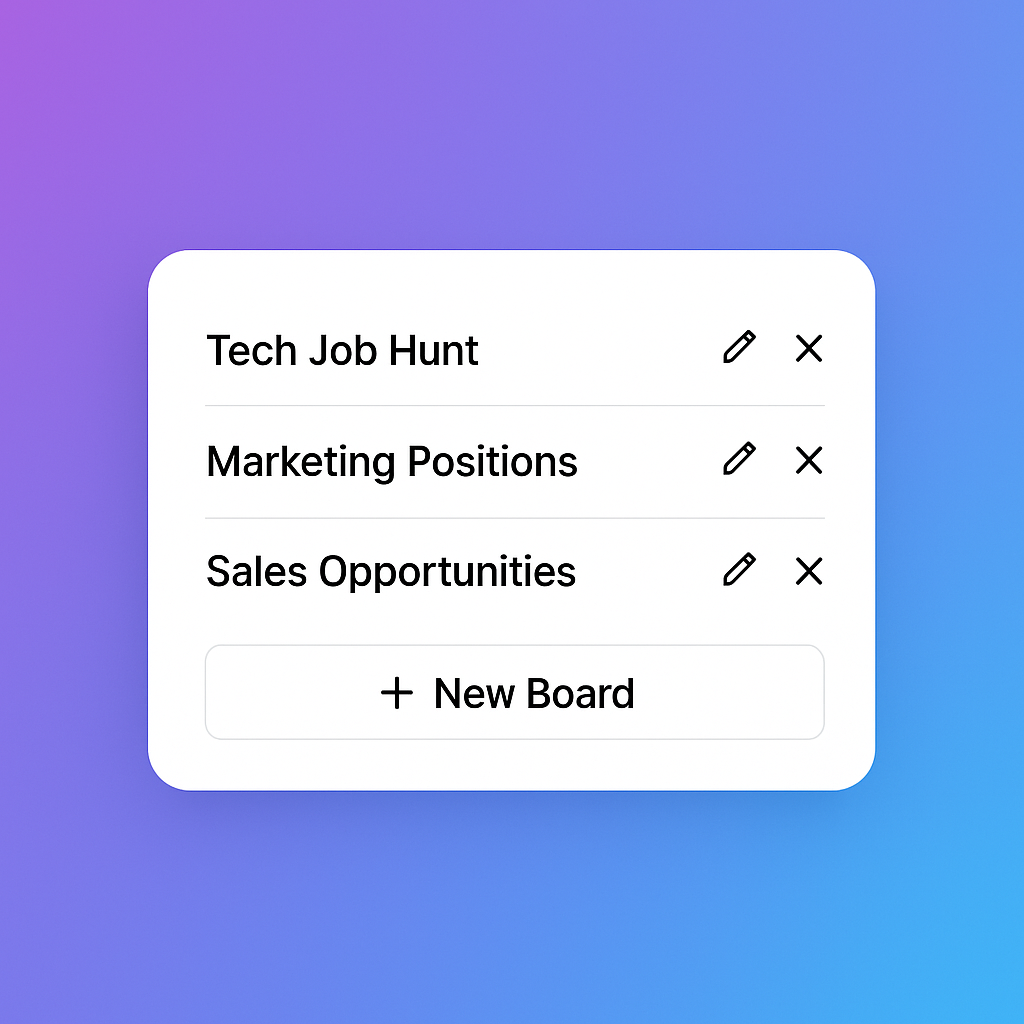 Tech Job Hunt
Marketing Positions
Sales Opportunities
+ New Board